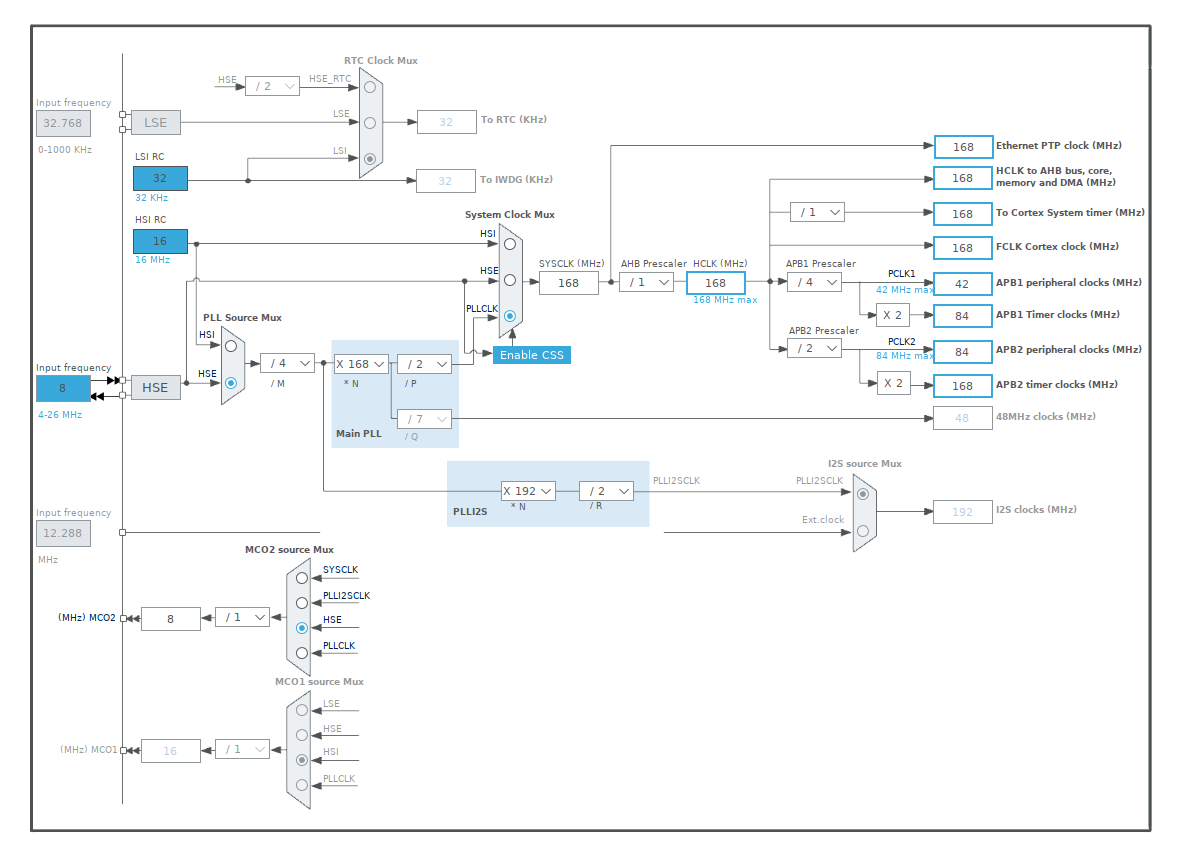 RTC Clock Mux
HSE
/ 2
HSE_RTC
Input frequency
32.768
0-1000 KHz
LSE
LSE
32
To RTC (KHz)
LSI
LSI RC
32
32 KHz
32
To IWDG (KHz)
HSI RC
16
16 MHz
System Clock Mux
HSI
HSE
PLLCLK
SYSCLK (MHz)
168
AHB Prescaler
/ 1
HCLK (MHz)
168
168 MHz max
168
Ethernet PTP clock (MHz)
168
HCLK to AHB bus, core,
memory and DMA (MHz)
/ 1
168
To Cortex System timer (MHz)
168
FCLK Cortex clock (MHz)
APB1 Prescaler
/ 4
PCLK1
42 MHz max
42
APB1 peripheral clocks (MHz)
X 2
84
APB1 Timer clocks (MHz)
APB2 Prescaler
/ 2
PCLK2
84 MHz max
84
APB2 peripheral clocks (MHz)
X 2
168
APB2 timer clocks (MHz)
48
48MHz clocks (MHz)
PLL Source Mux
HSI
HSE
/ 4
/ M
Input frequency
8
4-26 MHz
HSE
X 168
* N
/ 2
/ P
/ 7
/ Q
Main PLL
Enable CSS
X 192
* N
/ 2
/ R
PLLI2S
PLLI2SCLK
I2S source Mux
PLLI2SCLK
Ext.clock
192
I2S clocks (MHz)
Input frequency
12.288
MHz
MCO2 source Mux
SYSCLK
PLLI2SCLK
HSE
PLLCLK
(MHz) MCO2
8
/ 1
MCO1 source Mux
LSE
HSE
HSI
PLLCLK
(MHz) MCO1
16
/ 1